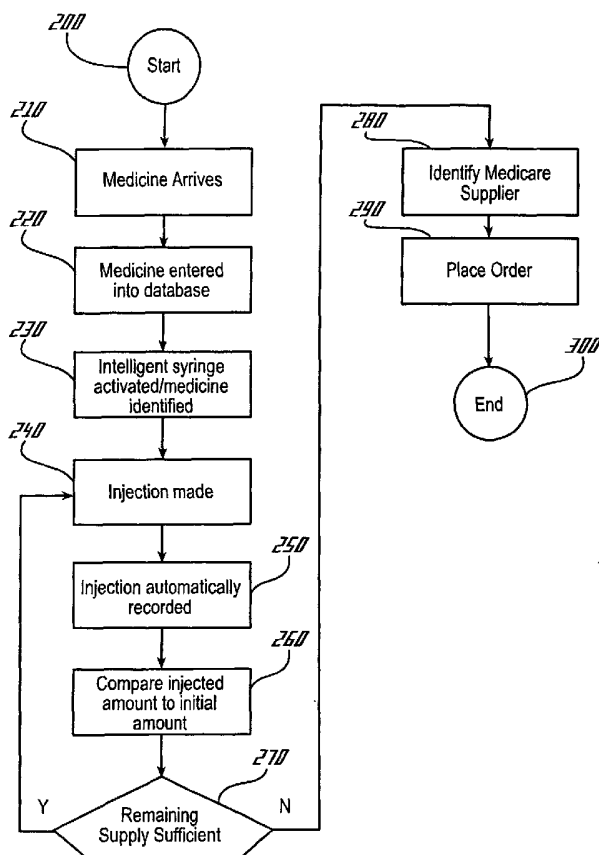 200
Start
210
Medicine Arrives
220
Medicine entered
into database
230
Intelligent syringe
activated/medicine
identified
240
Injection made
250
Injection automatically
recorded
260
Compare injected
amount to initial
amount
270
Y
Remaining
Supply Sufficient
N
280
Identify Medicare
Supplier
290
Place Order
300
End